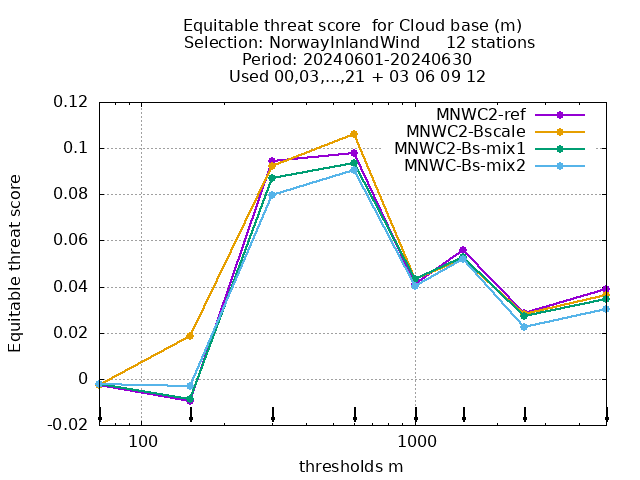 Equitable threat score  for Cloud base (m)
Selection: NorwayInlandWind     12 stations
Period: 20240601-20240630
Used 00,03,...,21 + 03 06 09 12
MNWC2-ref
MNWC2-Bscale
MNWC2-Bs-mix1
MNWC-Bs-mix2
Equitable threat score
0.12
0.1
0.08
0.06
0.04
0.02
0
-0.02
100
1000
thresholds m